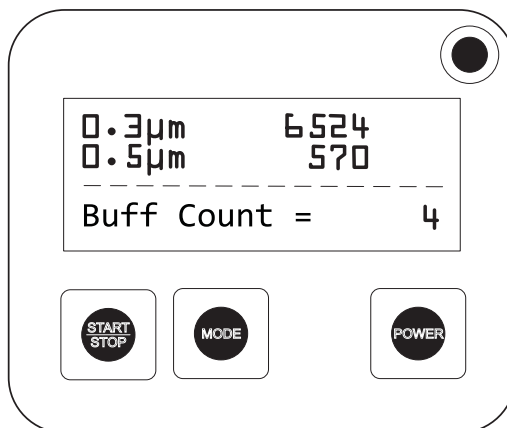 0.3µm 6524
0.5µm 570
Buff Count = 4
START
STOP
MODE
POWER